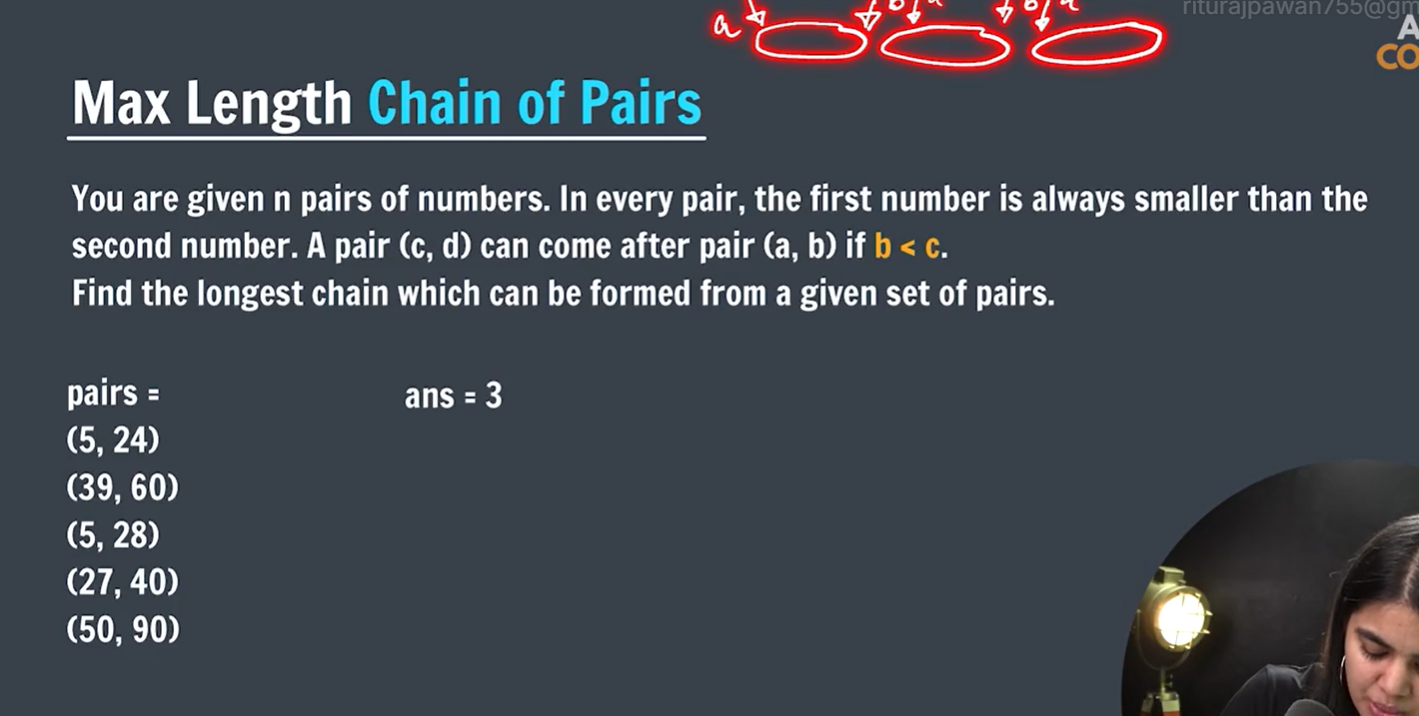 riturajpawan755@gm
a
A
CO
Max Length Chain of Pairs
You are given n pairs of numbers. In every pair, the first number is always smaller than the
second number. A pair (c, d) can come after pair (a, b) if b < c.
Find the longest chain which can be formed from a given set of pairs.
pairs =
ans = 3
(5, 24)
(39, 60)
(5, 28)
(27, 40)
(50, 90)